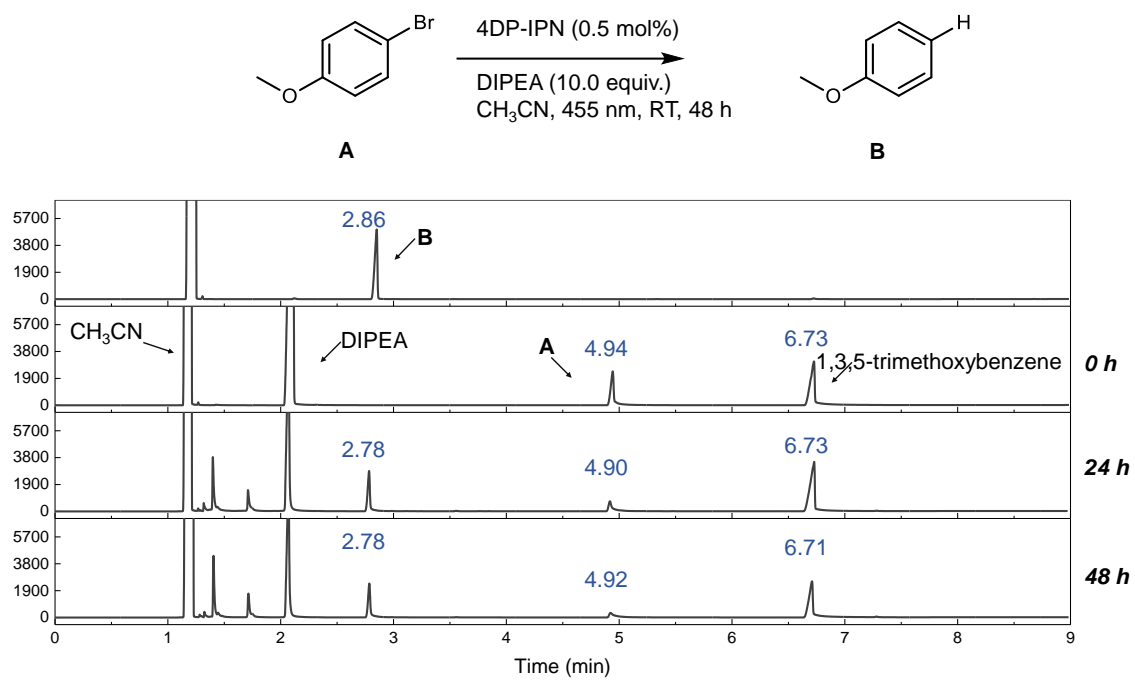 Br
4DP-IPN (0.5 mol%)
H
DIPEA (10.0 equiv.)
CH₃CN, 455 nm, RT, 48 h
O
O
A
B
5700
3800
1900
0
2.86
B
5700
3800
1900
0
CH₃CN
DIPEA
A
4.94
6.73
1,3,5-trimethoxybenzene
0 h
5700
3800
1900
0
2.78
4.90
6.73
24 h
5700
3800
1900
0
2.78
4.92
6.71
48 h
0 1 2 3 4 5 6 7 8 9
Time (min)